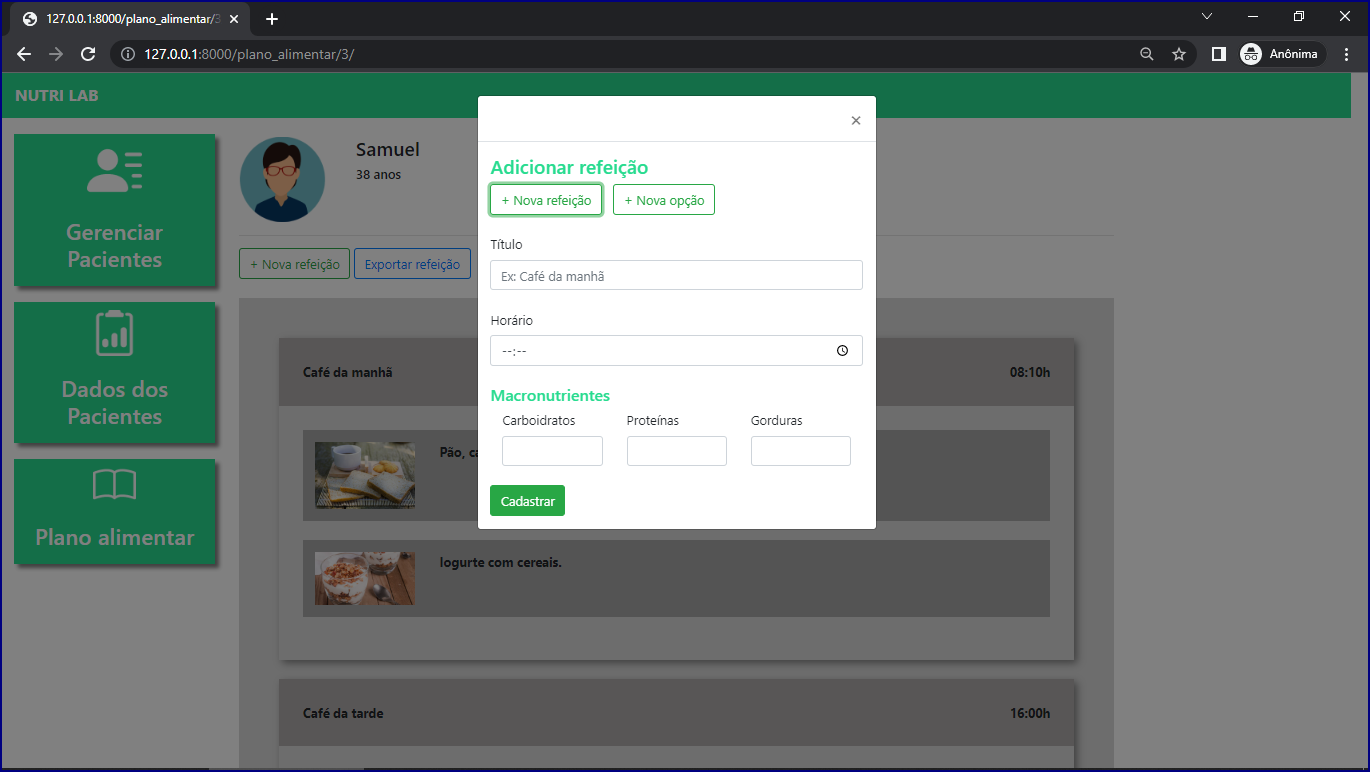 127.0.0.1:8000/plano_alimentar/3
127.0.0.1:8000/plano_alimentar/3/
Anônima
NUTRI LAB
Gerenciar
Pacientes
Dados dos
Pacientes
Plano alimentar
Samuel
38 anos
+ Nova refeição
Exportar refeição
×
Adicionar refeição
+ Nova refeição
+ Nova opção
Título
Ex: Café da manhã
Horário
--:--
Macronutrientes
Carboidratos
Proteínas
Gorduras
Cadastrar
Café da manhã
08:10h
Pão,
Iogurte com cereais.
Café da tarde
16:00h